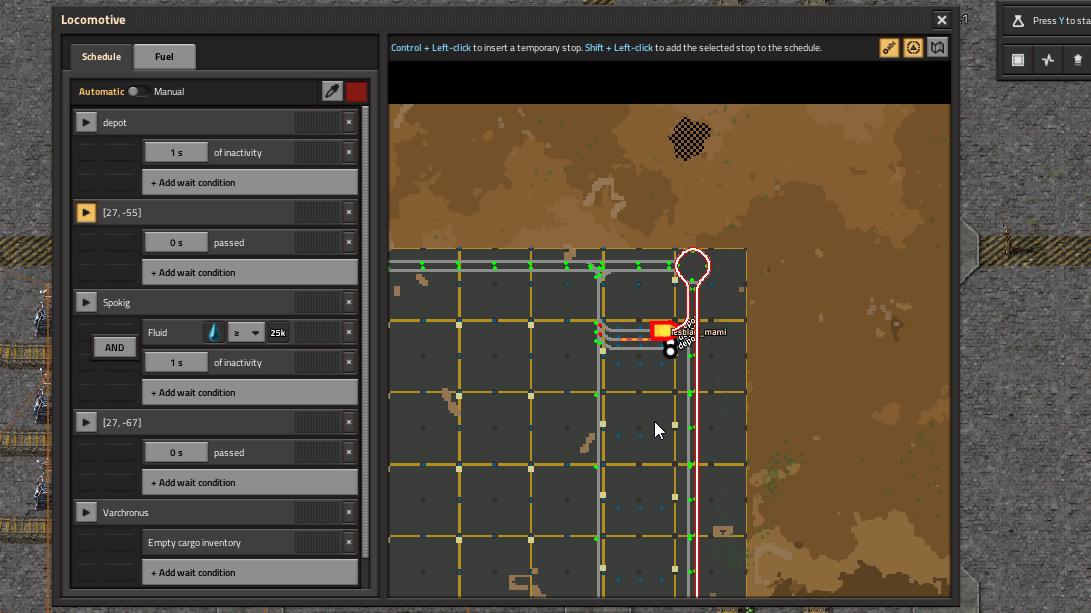 Locomotive
Schedule
Fuel
Control + Left-click to insert a temporary stop. Shift + Left-click to add the selected stop to the schedule.
Press Y to sta
Automatic Manual
depot
1 s of inactivity
+ Add wait condition
[27, -55]
0 s passed
+ Add wait condition
Spokig
Fluid ≥ 25k
AND
1 s of inactivity
+ Add wait condition
[27, -67]
0 s passed
+ Add wait condition
Varchronus
Empty cargo inventory
+ Add wait condition
depo
_mami